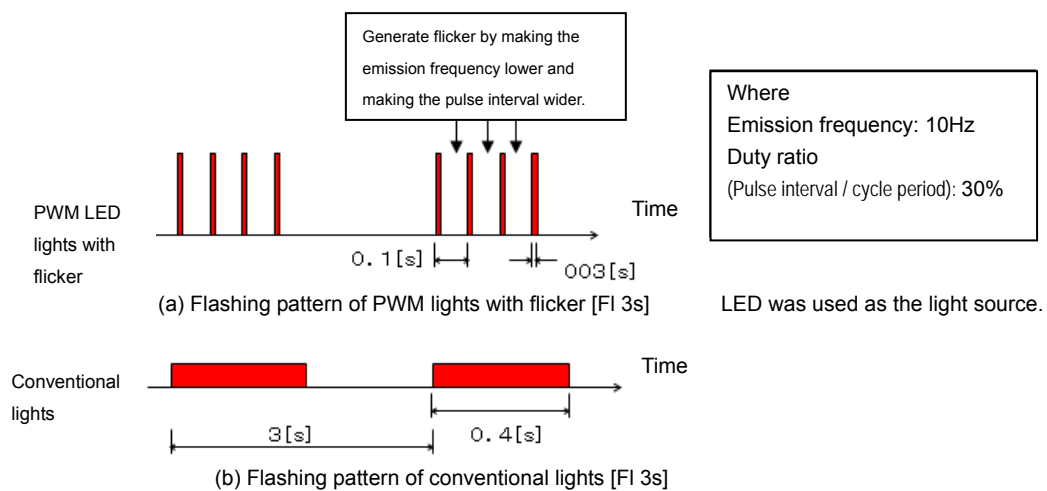 Generate flicker by making the
emission frequency lower and
making the pulse interval wider.
Where
Emission frequency: 10Hz
Duty ratio
(Pulse interval / cycle period): 30%
PWM LED
lights with
flicker
Time
0.1[s]
003[s]
(a) Flashing pattern of PWM lights with flicker [Fl 3s]
LED was used as the light source.
Conventional
lights
Time
3[s]
0.4[s]
(b) Flashing pattern of conventional lights [Fl 3s]